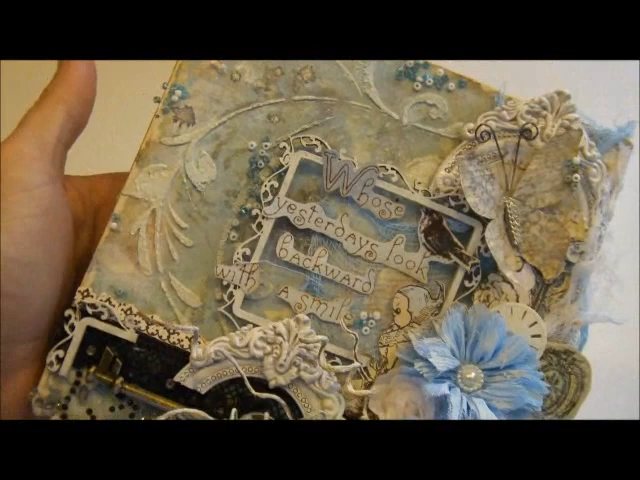 Whose
yesterdays look
backward
with
a smile